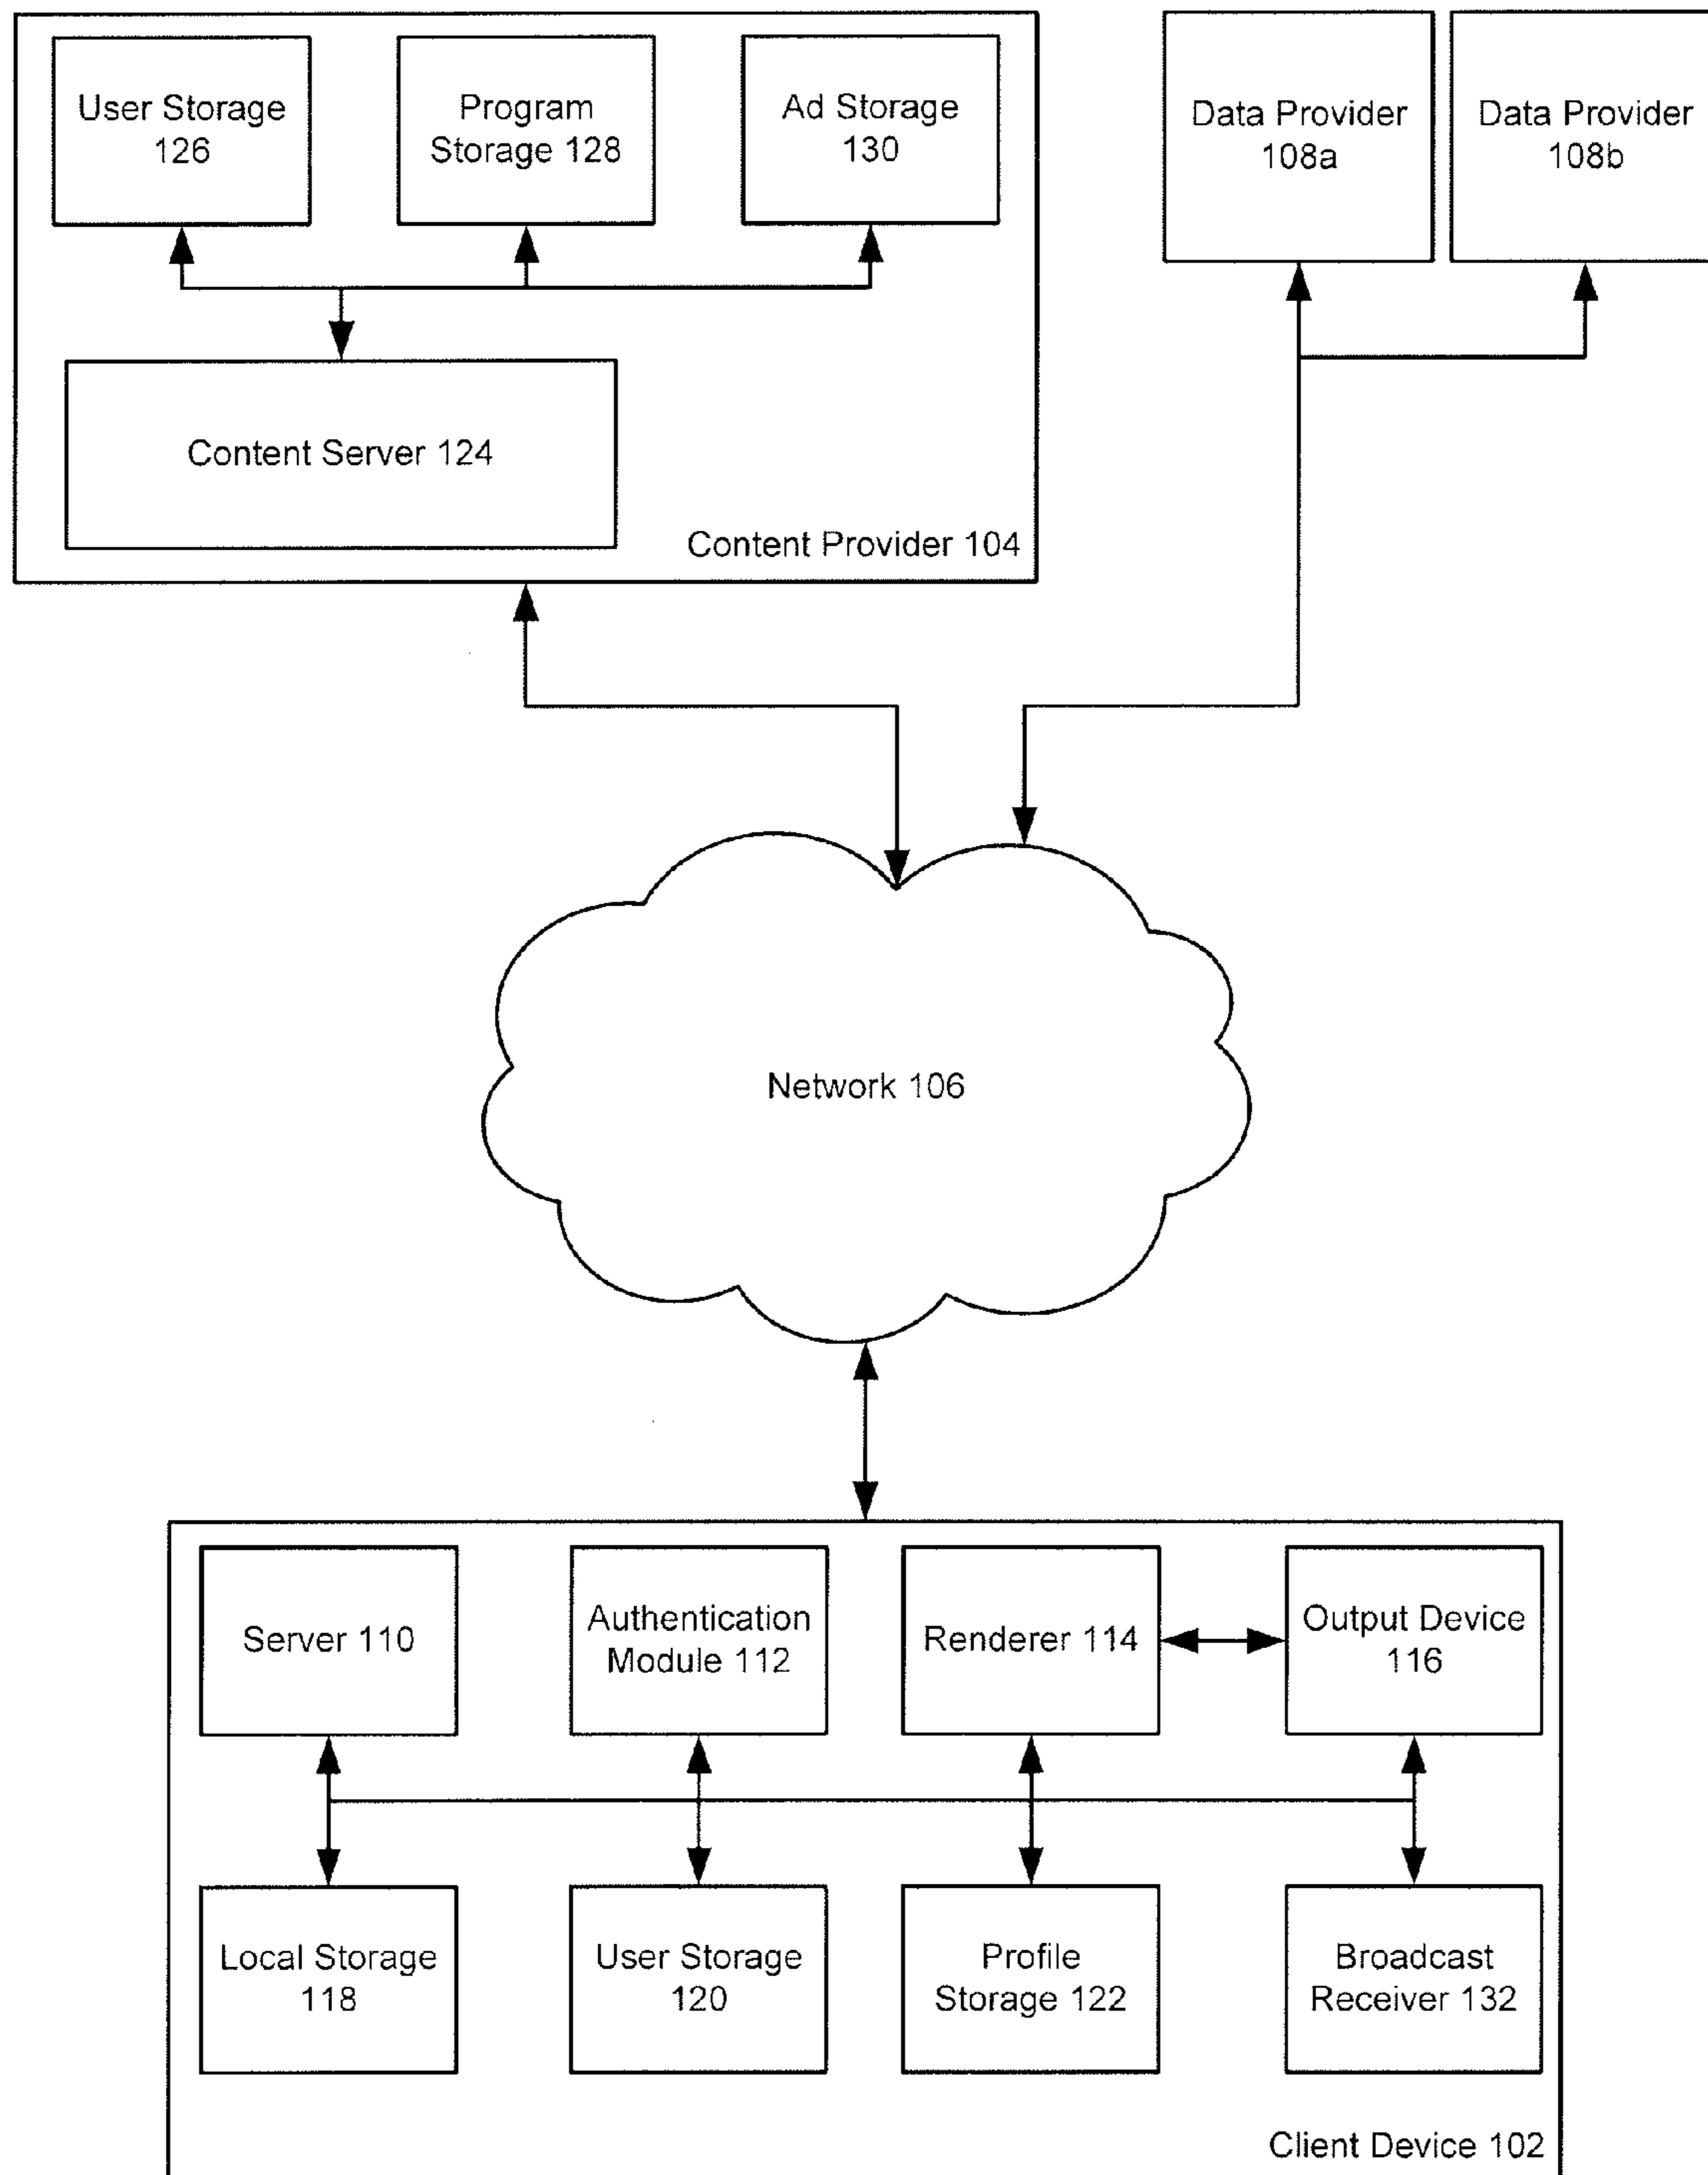 User Storage
126
Program
Storage 128
Ad Storage
130
Data Provider
108a
Data Provider
108b
Content Server 124
Content Provider 104
Network 106
Server 110
Authentication
Module 112
Renderer 114
Output Device
116
Local Storage
118
User Storage
120
Profile
Storage 122
Broadcast
Receiver 132
Client Device 102